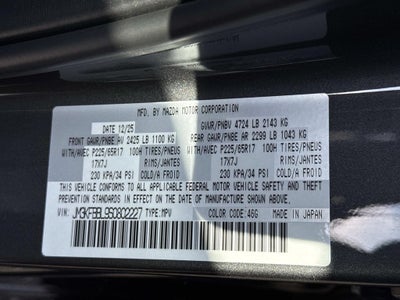 MFD. BY MAZDA MOTOR CORPORATION
DATE 12/25 GVWR/PNBV 4724 LB 2143 KG
FRONT GAWR/PNBE AV 2425 LB 1100 KG REAR GAWR/PNBE AR 2299 LB 1043 KG
WITH/AVEC P225/65R17 100H TIRES/PNEUS WITH/AVEC P225/65R17 100H TIRES/PNEUS
17X7J RIMS/JANTES 17X7J RIMS/JANTES
230 KPA/34 PSI COLD/A FROID 230 KPA/34 PSI COLD/A FROID
THIS VEHICLE CONFORMS TO ALL APPLICABLE FEDERAL MOTOR VEHICLE SAFETY AND THEFT
PREVENTION STANDARDS IN EFFECT ON THE DATE OF MANUFACTURE SHOWN ABOVE.
VIN: TYPE: MPV COLOR CODE: 46G MADE IN JAPAN